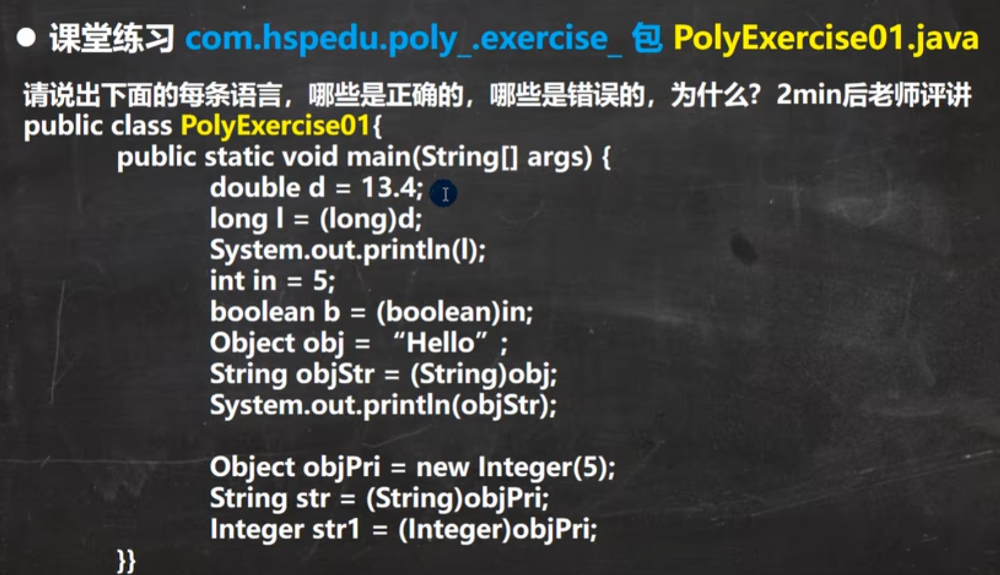 ● 课堂练习 com.hspedu.poly_.exercise_ 包 PolyExercise01.java
请说出下面的每条语言，哪些是正确的，哪些是错误的，为什么？2min后老师评讲
public class PolyExercise01{
public static void main(String[] args) {
double d = 13.4;
long l = (long)d;
System.out.println(l);
int in = 5;
boolean b = (boolean)in;
Object obj = “Hello”;
String objStr = (String)obj;
System.out.println(objStr);
Object objPri = new Integer(5);
String str = (String)objPri;
Integer str1 = (Integer)objPri;
}}